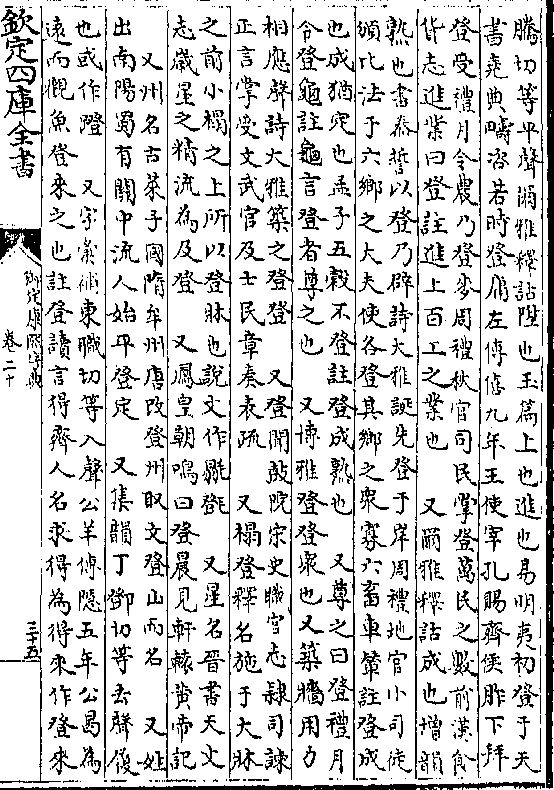 騰切等平聲爾雅釋詁陞也玉篇上也進也易明夷初登于天
書堯典疇咨若時登庸左傳僖九年王使宰孔賜齊侯胙下拜
登受禮月令農乃登麥周禮秋官司民掌登萬民之數前漢食
貨志進業曰登註進上百工之業也　又爾雅釋詁成也增韻
熟也書泰誓以登乃辟詩大雅誕先登于岸周禮地官小司徒
頒比法于六鄉之大夫使各登其鄉之衆寡六畜車輦註登成
也成猶定也孟子五穀不登註登成熟也　又尊之曰登禮月
令登龜註龜言登者尊之也　又博雅登登衆也又築牆用力
相應聲詩大雅築之登登　又登聞鼓院宋史職官志隷司諫
正言掌受文武官及士民章奏表疏　又榻登釋名施于大牀
之前小榻之上所以登牀也說文作㲪㲪　又星名晉書天文
志歲星之精流為及登　又鳳皇朝鳴曰登晨見軒轅黃帝記
　又州名古萊子國隋牟州唐改登州取文登山而名　又姓
出南陽蜀有關中流人始平登定　又集韻丁鄧切等去聲履
也或作隥　又字彙補東職切等入聲公羊傳隱五年公曷為
遠而觀魚登來之也註登讀言得齊人名求得為得來作登來
欽定四庫全書
御定康熙字典
卷二十
三十五